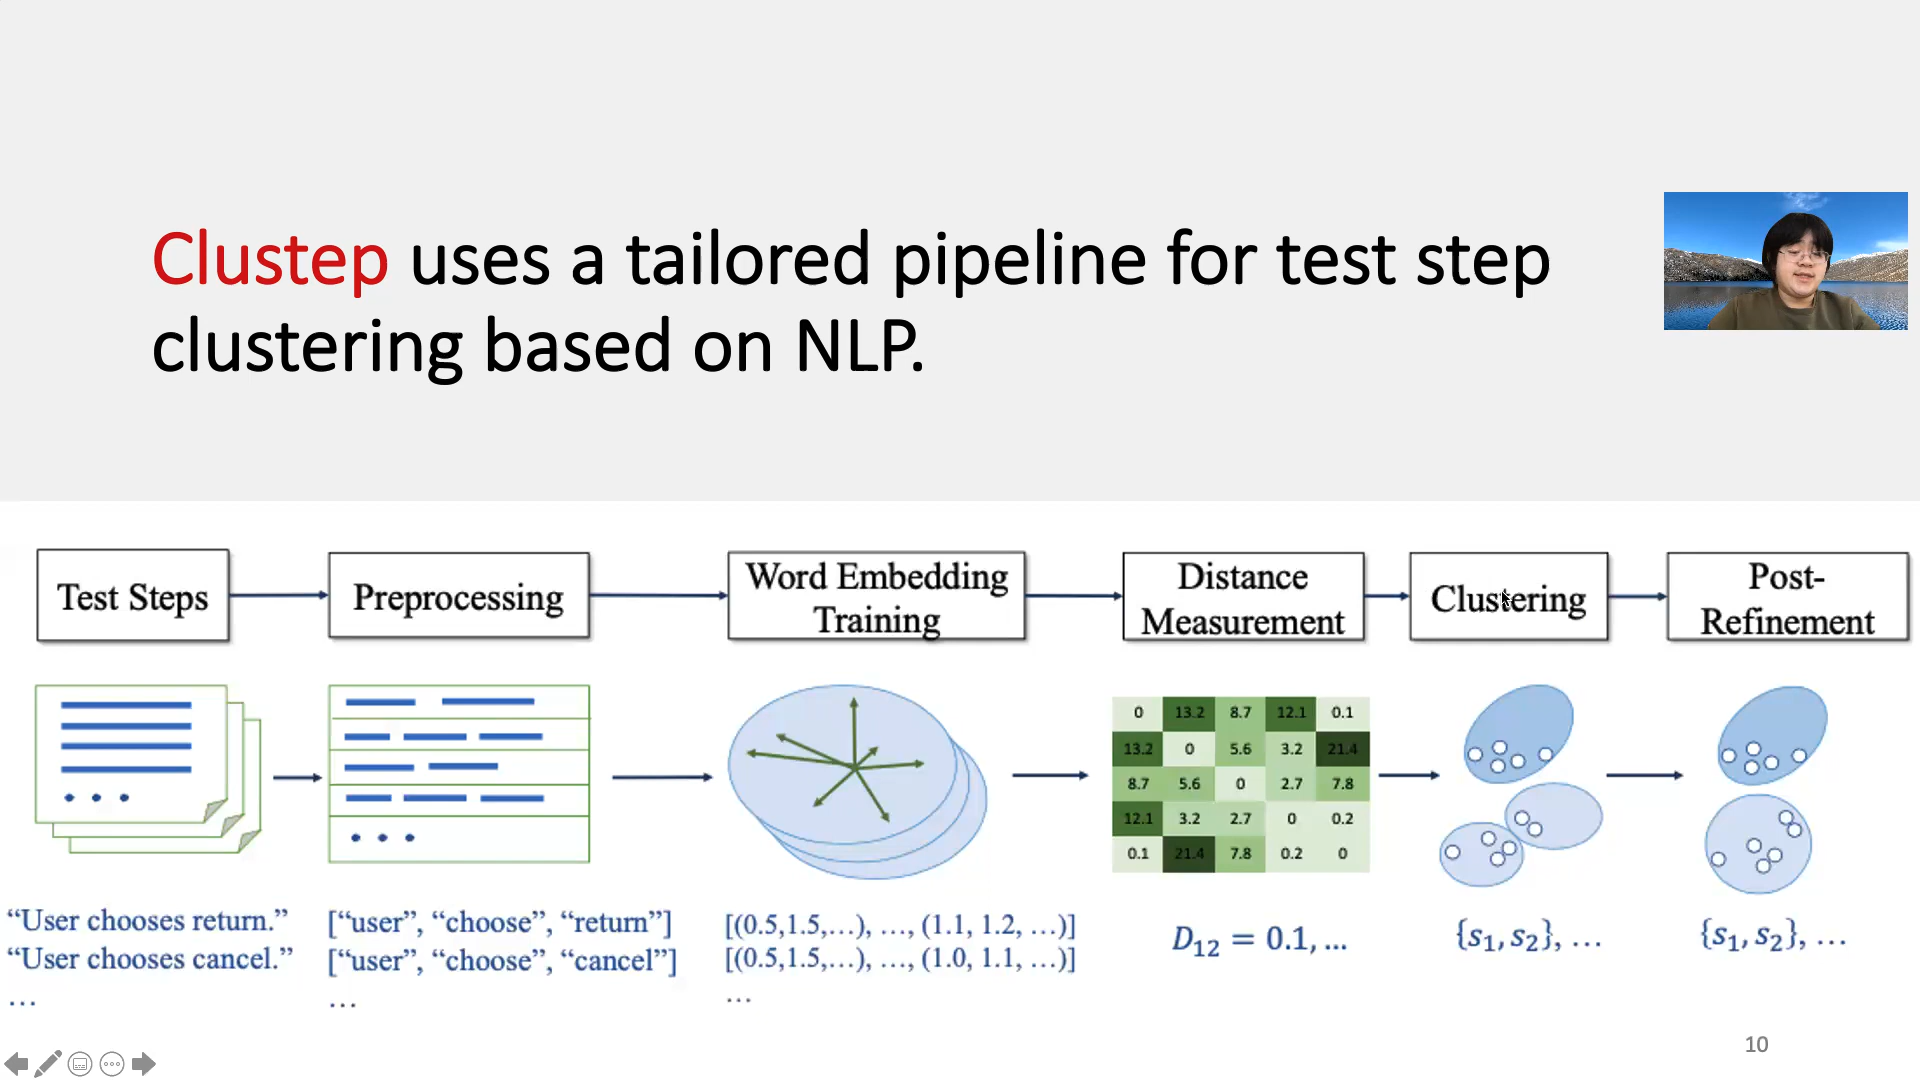 Clustep uses a tailored pipeline for test step
clustering based on NLP.
Test Steps
Preprocessing
Word Embedding
Training
Distance
Measurement
Clustering
Post-
Refinement
0 13.2 8.7 12.1 0.1
13.2 0 5.6 3.2 21.4
8.7 5.6 0 2.7 7.8
12.1 3.2 2.7 0 0.2
0.1 21.4 7.8 0.2 0
“User chooses return.”
“User chooses cancel.”
…
[“user”, “choose”, “return”]
[“user”, “choose”, “cancel”]
…
[(0.5,1.5,…), …, (1.1, 1.2, …)]
[(0.5,1.5,…), …, (1.0, 1.1, …)]
…
D₁₂ = 0.1, …
{s₁, s₂}, …
{s₁, s₂}, …
10